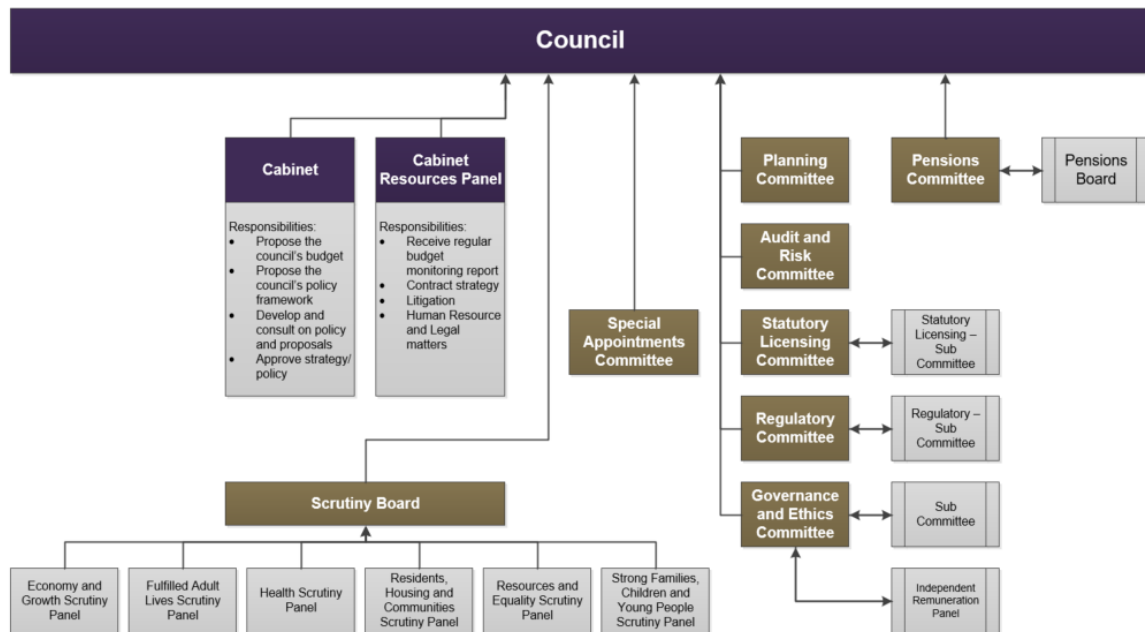 Council
Cabinet
Responsibilities:
• Propose the
council's budget
• Propose the
council's policy
framework
• Develop and
consult on policy
and proposals
• Approve strategy/
policy
Cabinet
Resources Panel
Responsibilities:
• Receive regular
budget
monitoring report
• Contract strategy
• Litigation
• Human Resource
and Legal
matters
Special
Appointments
Committee
Planning
Committee
Pensions
Committee
Pensions
Board
Audit and
Risk
Committee
Statutory
Licensing
Committee
Statutory
Licensing –
Sub
Committee
Regulatory
Committee
Regulatory –
Sub
Committee
Governance
and Ethics
Committee
Sub
Committee
Independent
Remuneration
Panel
Scrutiny Board
Economy and
Growth Scrutiny
Panel
Fulfilled Adult
Lives Scrutiny
Panel
Health Scrutiny
Panel
Residents,
Housing and
Communities
Scrutiny Panel
Resources and
Equality Scrutiny
Panel
Strong Families,
Children and
Young People
Scrutiny Panel